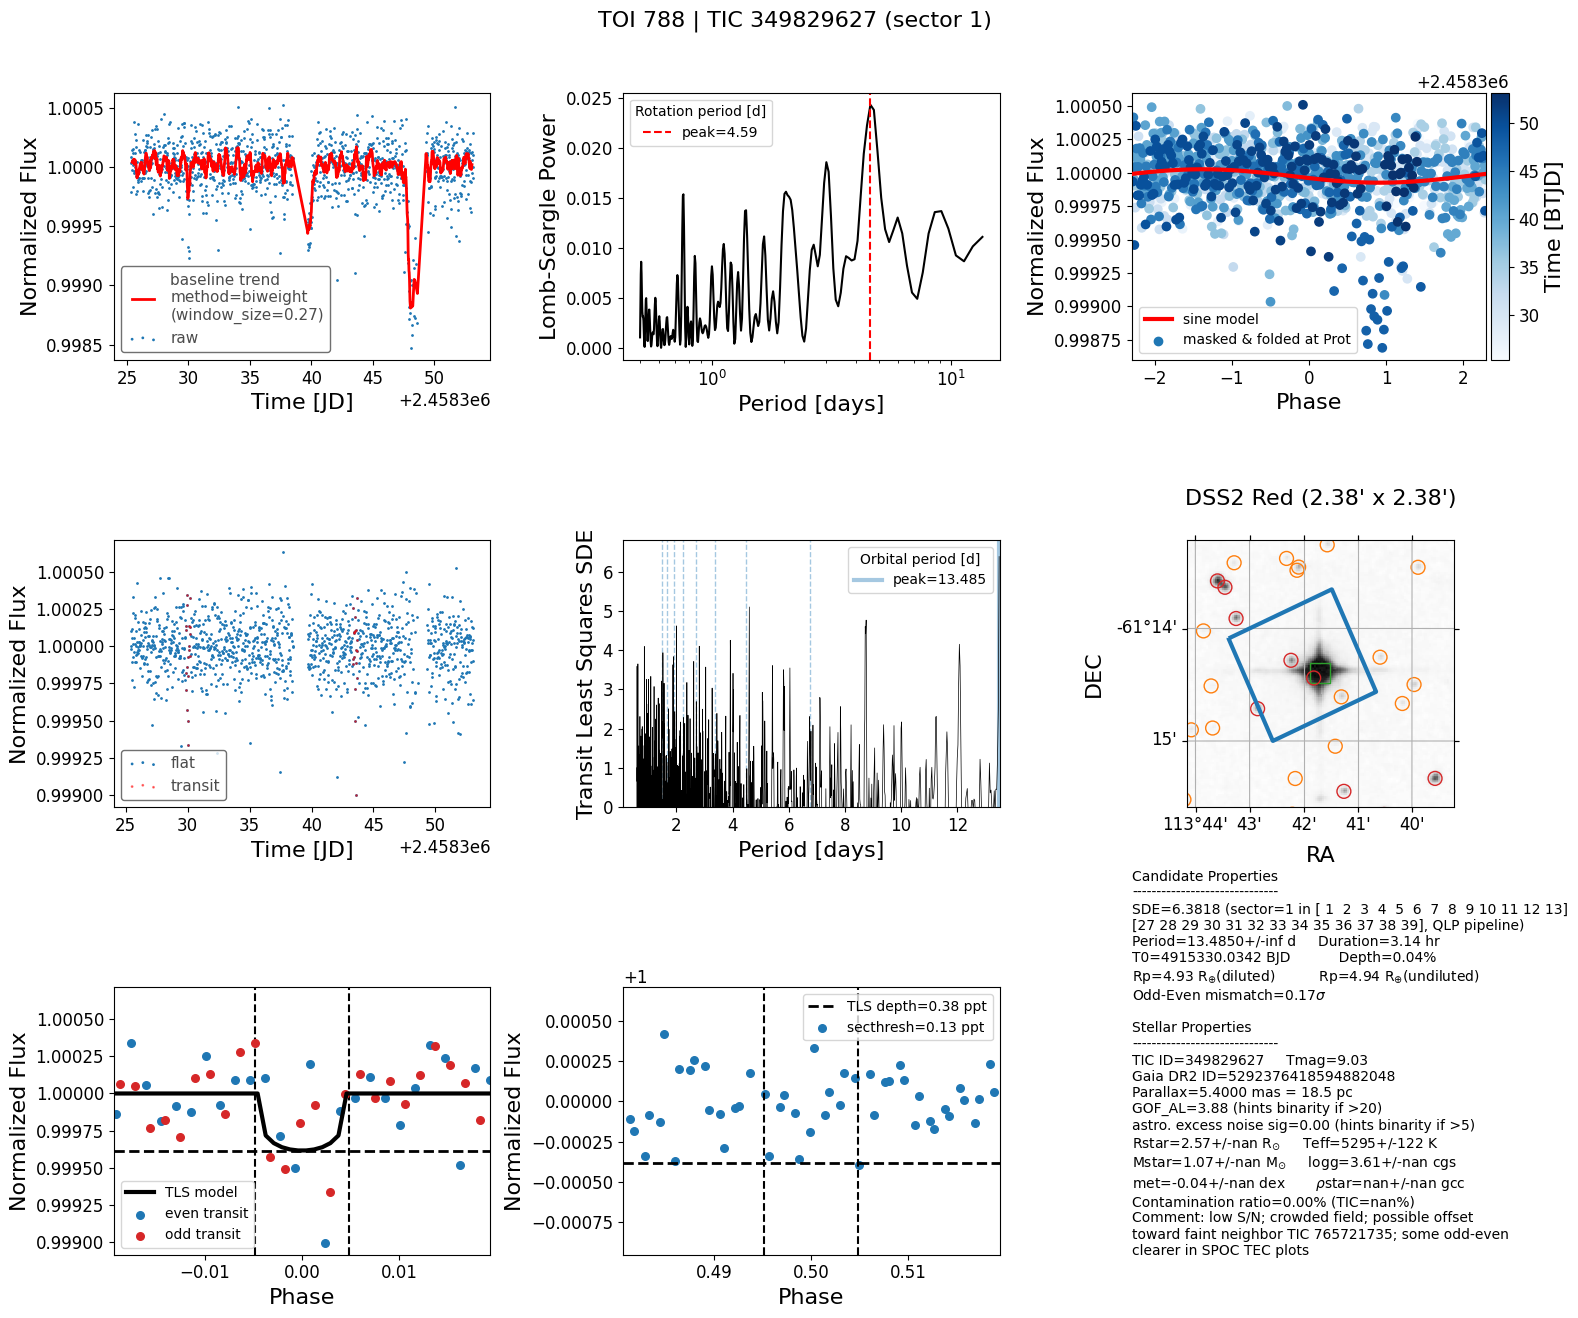 TOI 788 | TIC 349829627 (sector 1)
Normalized Flux
1.0005
1.0000
0.9995
0.9990
0.9985
baseline trend
method=biweight
(window_size=0.27)
raw
25 30 35 40 45 50
Time [JD]
+2.4583e6
Lomb-Scargle Power
0.025
0.020
0.015
0.010
0.005
0.000
Rotation period [d]
peak=4.59
10⁰ 10¹
Period [days]
+2.4583e6
Normalized Flux
1.00050
1.00025
1.00000
0.99975
0.99950
0.99925
0.99900
0.99875
sine model
masked & folded at Prot
−2 −1 0 1 2
Phase
50
45
40
35
30
Time [BTJD]
Normalized Flux
1.00050
1.00025
1.00000
0.99975
0.99950
0.99925
0.99900
flat
transit
25 30 35 40 45 50
Time [JD]
+2.4583e6
Transit Least Squares SDE
6
5
4
3
2
1
0
Orbital period [d]
peak=13.485
2 4 6 8 10 12
Period [days]
DSS2 Red (2.38' x 2.38')
DEC
-61°14'
15'
113°44' 43' 42' 41' 40'
RA
Normalized Flux
1.00050
1.00025
1.00000
0.99975
0.99950
0.99925
0.99900
TLS model
even transit
odd transit
−0.01 0.00 0.01
Phase
+1
Normalized Flux
0.00050
0.00025
0.00000
−0.00025
−0.00050
−0.00075
TLS depth=0.38 ppt
secthresh=0.13 ppt
0.49 0.50 0.51
Phase
Candidate Properties
------------------------------
SDE=6.3818 (sector=1 in [ 1 2 3 4 5 6 7 8 9 10 11 12 13]
[27 28 29 30 31 32 33 34 35 36 37 38 39], QLP pipeline)
Period=13.4850+/-inf d Duration=3.14 hr
T0=4915330.0342 BJD Depth=0.04%
Rp=4.93 R⊕(diluted) Rp=4.94 R⊕(undiluted)
Odd-Even mismatch=0.17σ
Stellar Properties
------------------------------
TIC ID=349829627 Tmag=9.03
Gaia DR2 ID=5292376418594882048
Parallax=5.4000 mas = 18.5 pc
GOF_AL=3.88 (hints binarity if >20)
astro. excess noise sig=0.00 (hints binarity if >5)
Rstar=2.57+/-nan R☉ Teff=5295+/-122 K
Mstar=1.07+/-nan M☉ logg=3.61+/-nan cgs
met=-0.04+/-nan dex ρstar=nan+/-nan gcc
Contamination ratio=0.00% (TIC=nan%)
Comment: low S/N; crowded field; possible offset
toward faint neighbor TIC 765721735; some odd-even
clearer in SPOC TEC plots